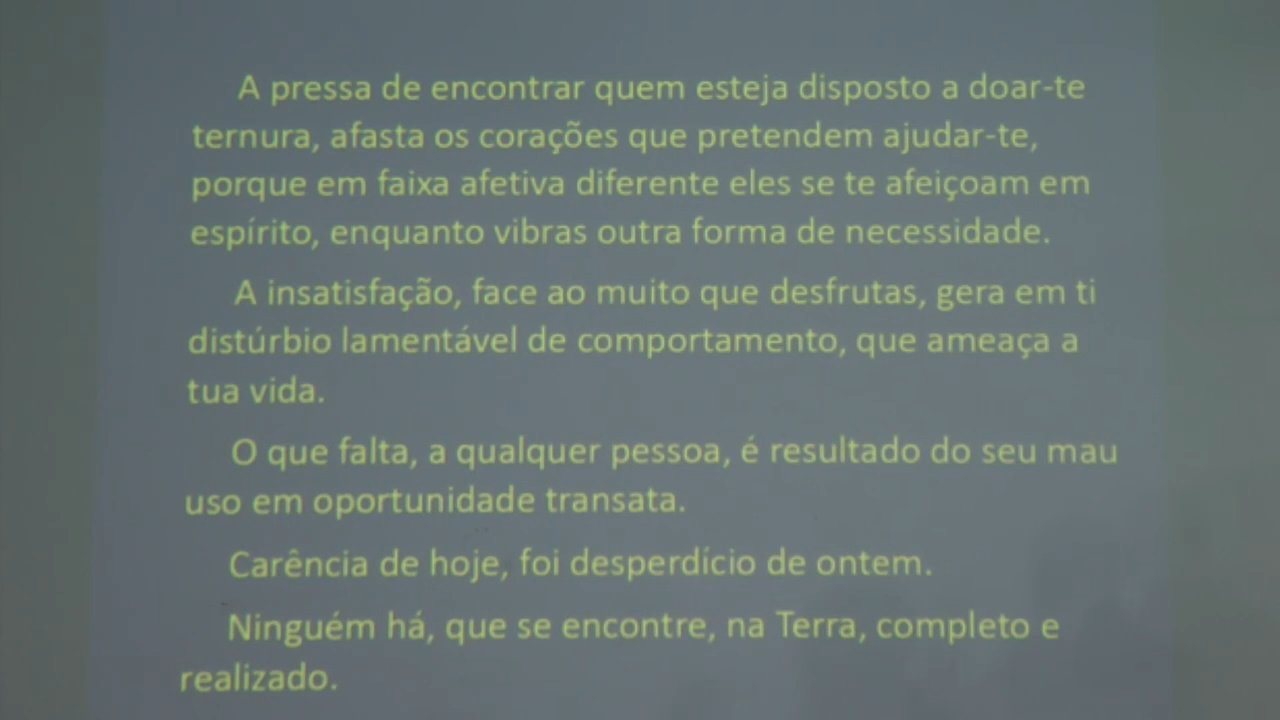 A pressa de encontrar quem esteja disposto a doar-te
ternura, afasta os corações que pretendem ajudar-te,
porque em faixa afetiva diferente eles se te afeiçoam em
espírito, enquanto vibras outra forma de necessidade.
A insatisfação, face ao muito que desfrutas, gera em ti
distúrbio lamentável de comportamento, que ameaça a
tua vida.
O que falta, a qualquer pessoa, é resultado do seu mau
uso em oportunidade transata.
Carência de hoje, foi desperdício de ontem.
Ninguém há, que se encontre, na Terra, completo e
realizado.